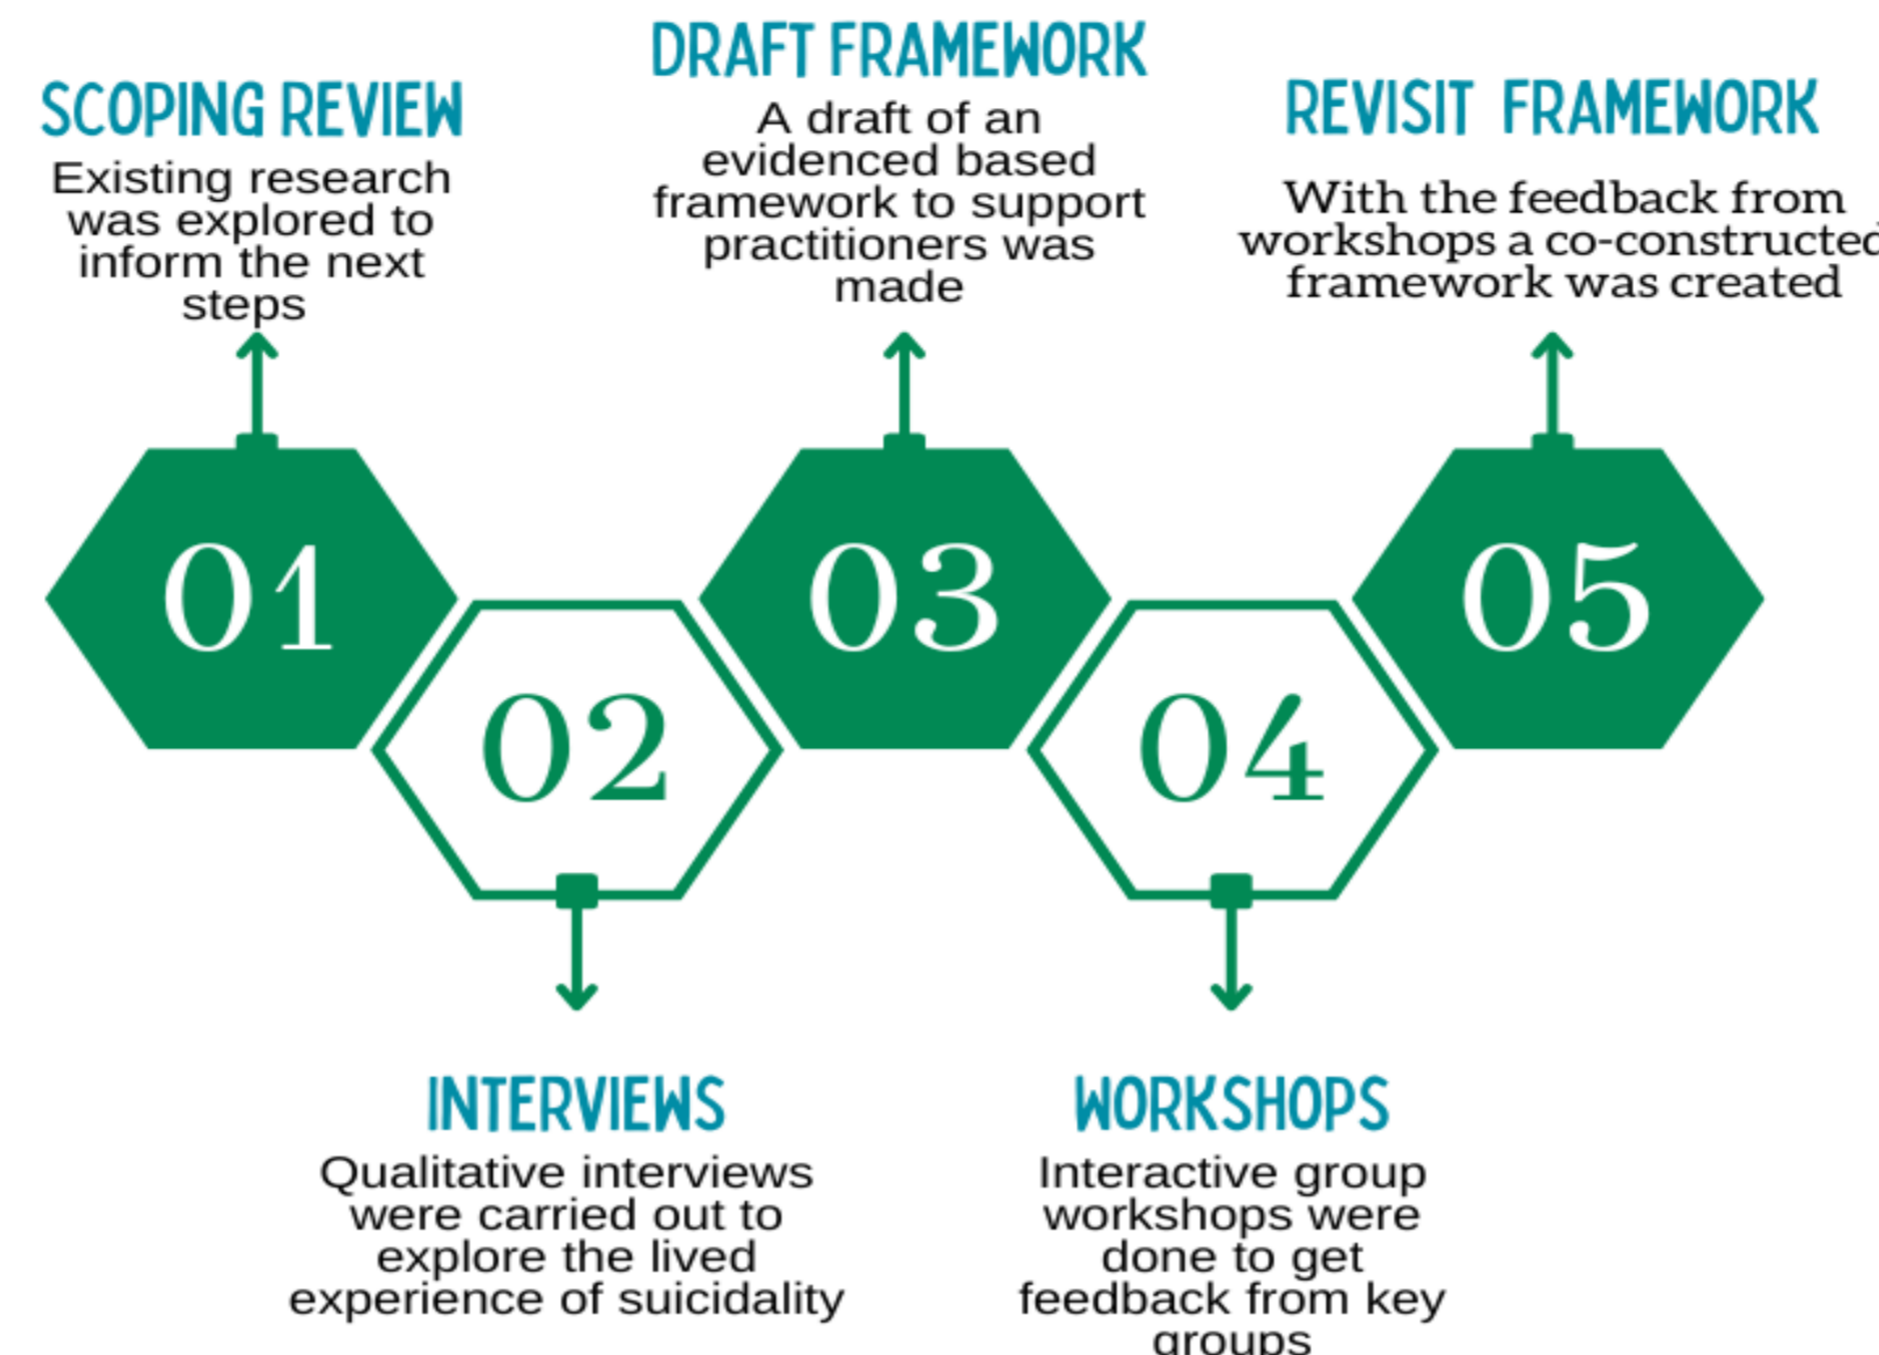 SCOPING REVIEW
Existing research
was explored to
inform the next
steps
01
INTERVIEWS
Qualitative interviews
were carried out to
explore the lived
experience of suicidality
02
DRAFT FRAMEWORK
A draft of an
evidenced based
framework to support
practitioners was
made
03
WORKSHOPS
Interactive group
workshops were
done to get
feedback from key
groups
04
REVISIT FRAMEWORK
With the feedback from
workshops a co-constructed
framework was created
05